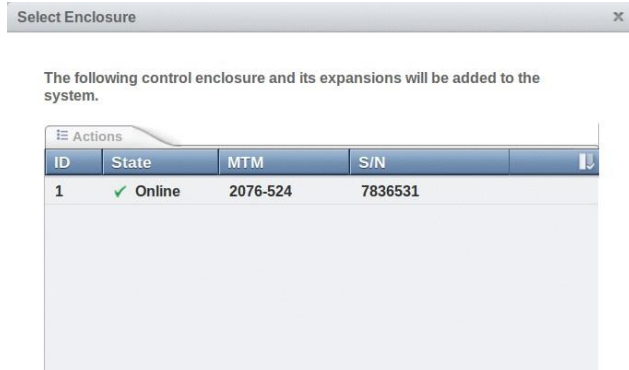 Select Enclosure x
The following control enclosure and its expansions will be added to the
system.
Actions
ID State MTM S/N
1 Online 2076-524 7836531